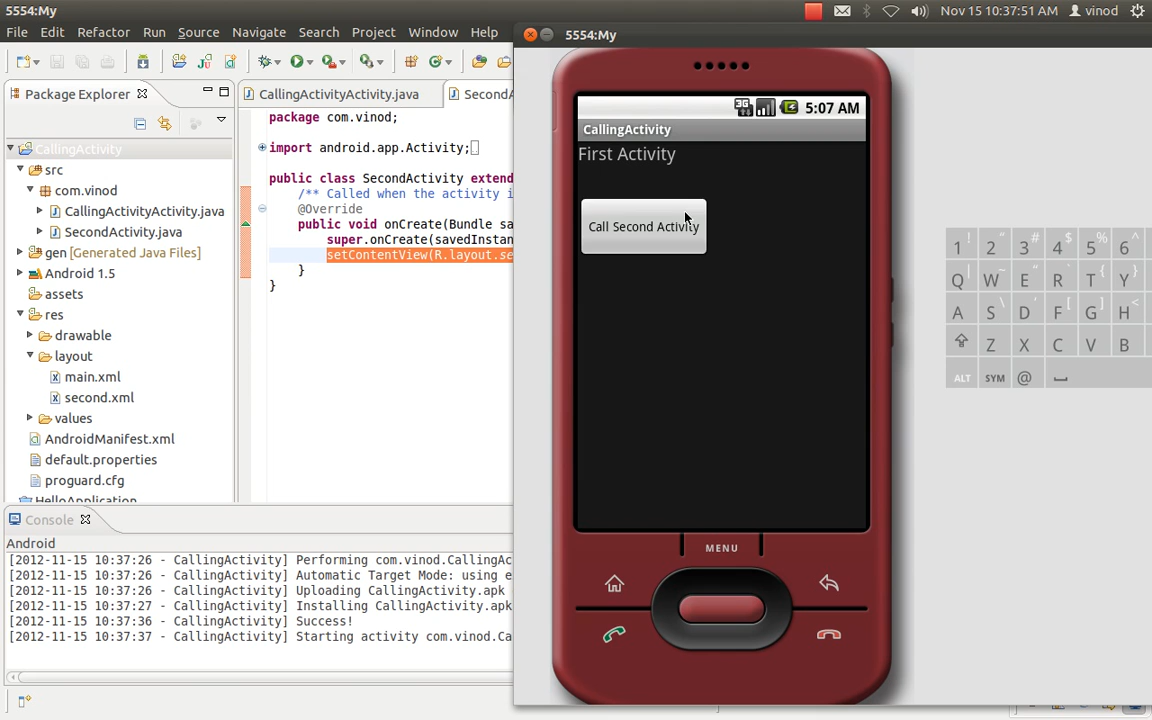 5554:My
Nov 15 10:37:51 AM vinod
File Edit Refactor Run Source Navigate Search Project Window Help
5554:My
Package Explorer
CallingActivityActivity.java
SecondA
CallingActivity
src
com.vinod
CallingActivityActivity.java
SecondActivity.java
gen [Generated Java Files]
Android 1.5
assets
res
drawable
layout
main.xml
second.xml
values
AndroidManifest.xml
default.properties
proguard.cfg
HelloApplication
package com.vinod;
import android.app.Activity;
public class SecondActivity extend
/** Called when the activity i
@Override
public void onCreate(Bundle sa
super.onCreate(savedInstan
setContentView(R.layout.se
}
}
3G 5:07 AM
CallingActivity
First Activity
Call Second Activity
MENU
1 ! 2 " 3 # 4 $ 5 % 6 ^
Q | W ~ E " R ` T { Y }
A S \ D ' F [ G ] H <
Z X C V B
ALT SYM @
Console
Android
[2012-11-15 10:37:26 - CallingActivity] Performing com.vinod.CallingAc
[2012-11-15 10:37:26 - CallingActivity] Automatic Target Mode: using e
[2012-11-15 10:37:26 - CallingActivity] Uploading CallingActivity.apk
[2012-11-15 10:37:27 - CallingActivity] Installing CallingActivity.apk
[2012-11-15 10:37:36 - CallingActivity] Success!
[2012-11-15 10:37:37 - CallingActivity] Starting activity com.vinod.Ca